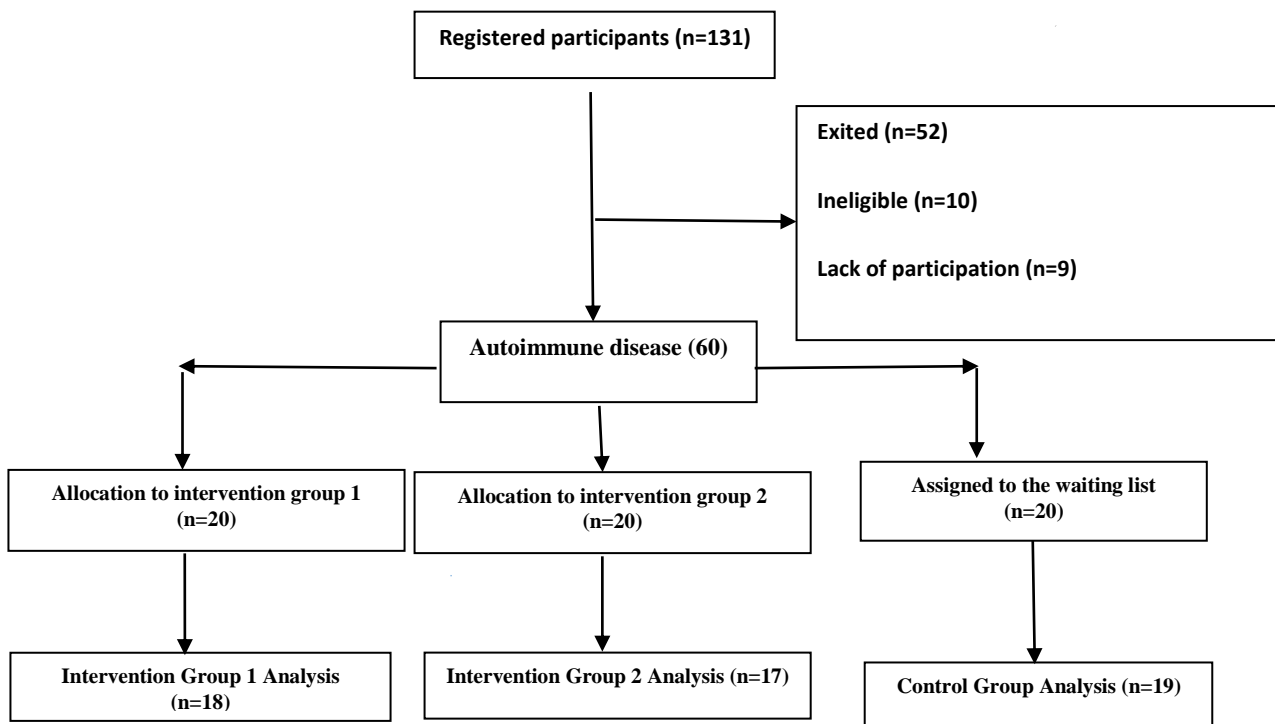 Registered participants (n=131)
Exited (n=52)
Ineligible (n=10)
Lack of participation (n=9)
Autoimmune disease (60)
Allocation to intervention group 1
(n=20)
Allocation to intervention group 2
(n=20)
Assigned to the waiting list
(n=20)
Intervention Group 1 Analysis
(n=18)
Intervention Group 2 Analysis (n=17)
Control Group Analysis (n=19)